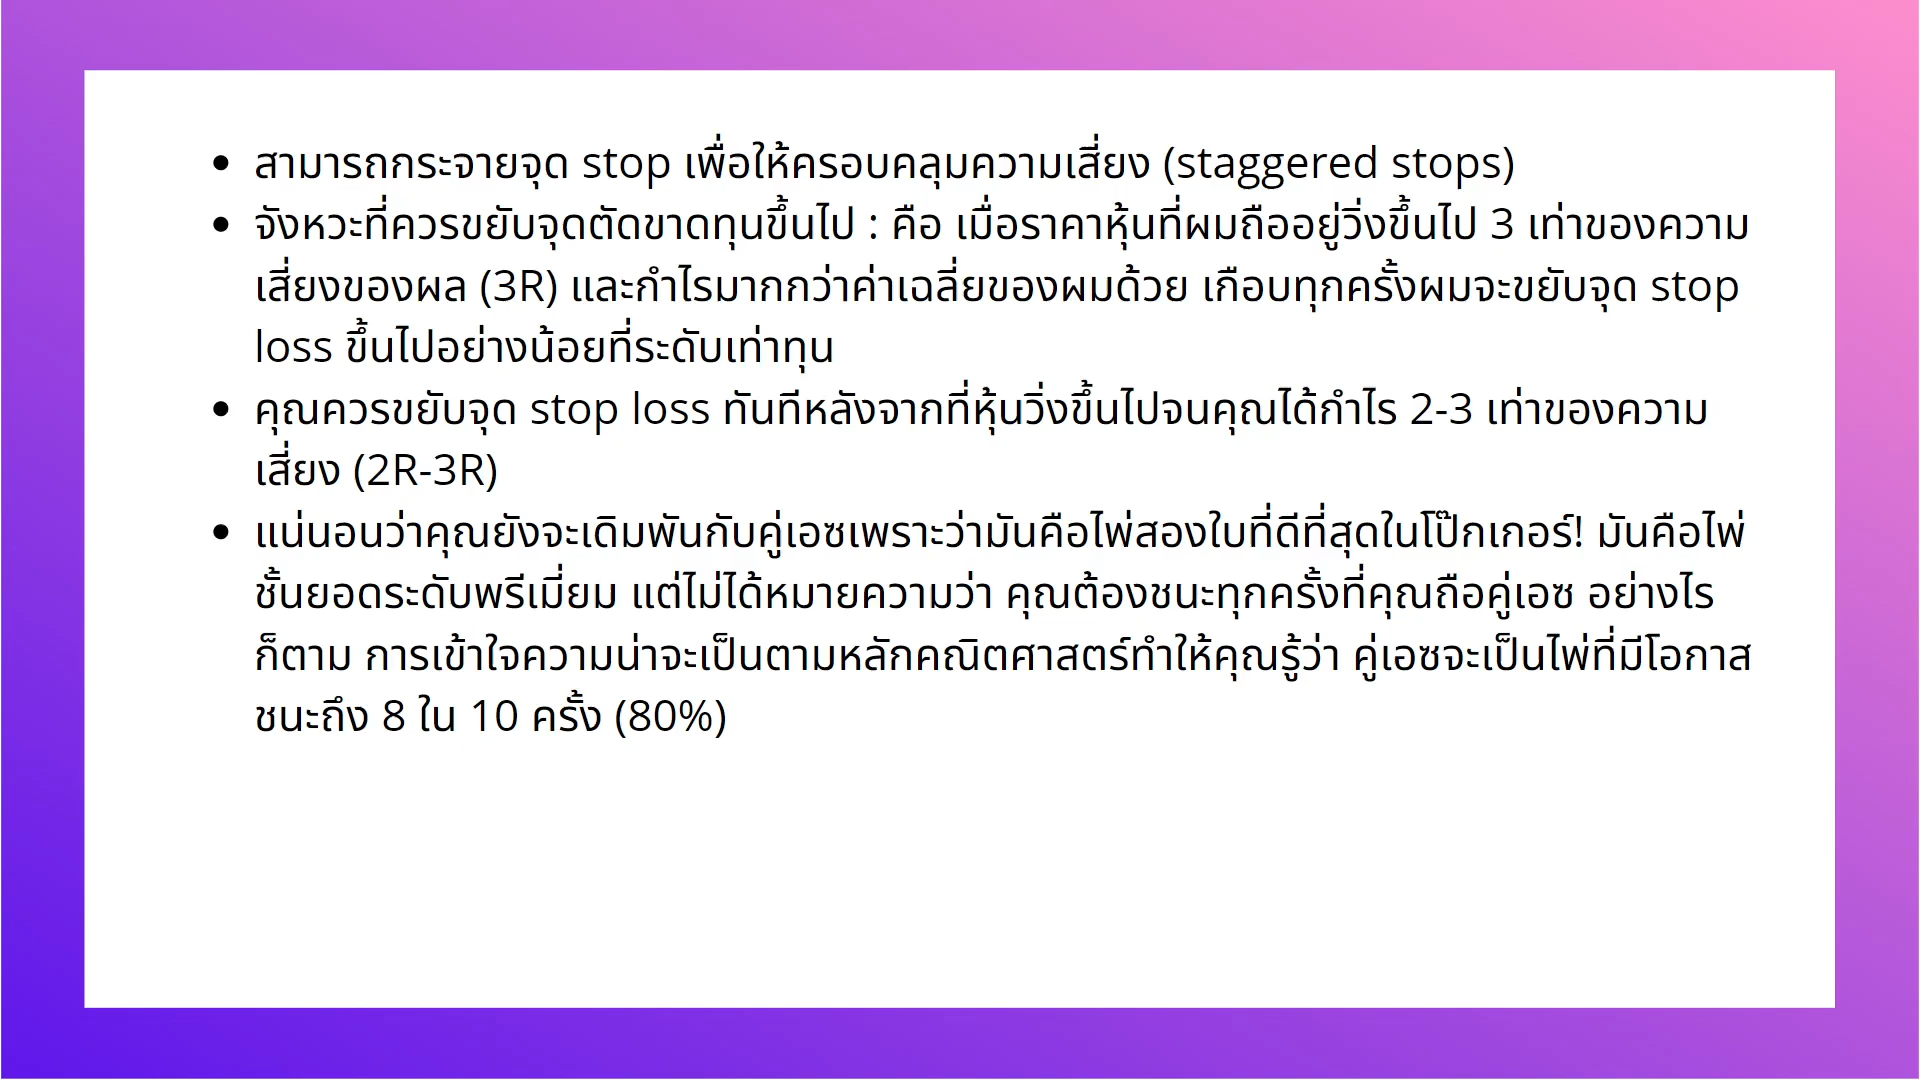 • สามารถกระจายจุด stop เพื่อให้ครอบคลุมความเสี่ยง (staggered stops)
• จังหวะที่ควรขยับจุดตัดขาดทุนขึ้นไป : คือ เมื่อราคาหุ้นที่ผมถืออยู่วิ่งขึ้นไป 3 เท่าของความ
เสี่ยงของผล (3R) และกำไรมากกว่าค่าเฉลี่ยของผมด้วย เกือบทุกครั้งผมจะขยับจุด stop
loss ขึ้นไปอย่างน้อยที่ระดับเท่าทุน
• คุณควรขยับจุด stop loss ทันทีหลังจากที่หุ้นวิ่งขึ้นไปจนคุณได้กำไร 2-3 เท่าของความ
เสี่ยง (2R-3R)
• แน่นอนว่าคุณยังจะเดิมพันกับคู่เอซเพราะว่ามันคือไพ่สองใบที่ดีที่สุดในโป๊กเกอร์! มันคือไพ่
ชั้นยอดระดับพรีเมี่ยม แต่ไม่ได้หมายความว่า คุณต้องชนะทุกครั้งที่คุณถือคู่เอซ อย่างไร
ก็ตาม การเข้าใจความน่าจะเป็นตามหลักคณิตศาสตร์ทำให้คุณรู้ว่า คู่เอซจะเป็นไพ่ที่มีโอกาส
ชนะถึง 8 ใน 10 ครั้ง (80%)